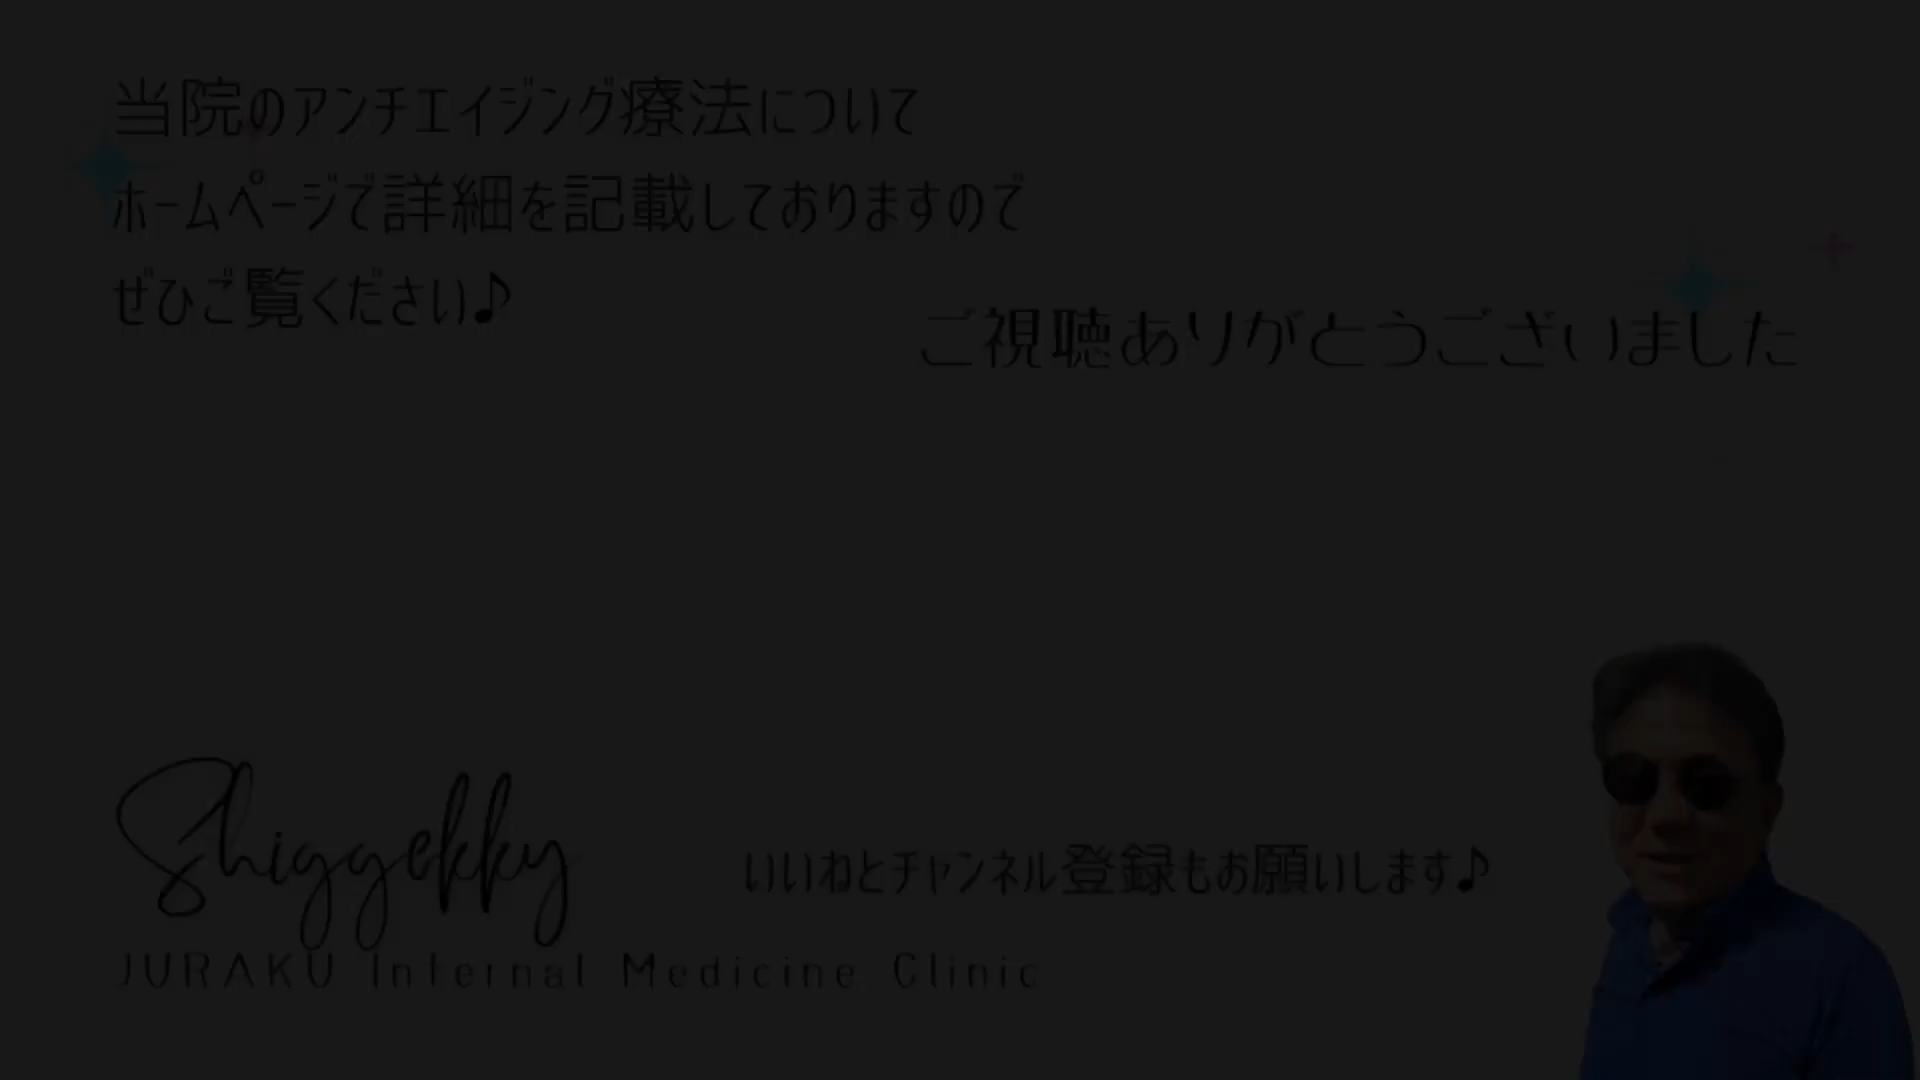 当院のアンチエイジング療法について
ホームページで詳細を記載しておりますので
ぜひご覧ください♪
ご視聴ありがとうございました
Shiggekky
いいねとチャンネル登録もお願いします♪
JURAKU Internal Medicine Clinic